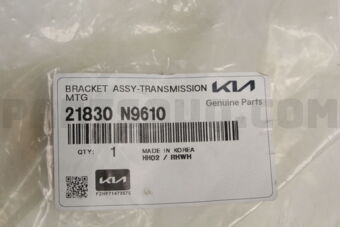 BRACKET ASSY-TRANSMISSION
MTG
KIA
Genuine Parts
21830 N9610
QTY: 1
MADE IN KOREA
HH02 / RHWH
KIA